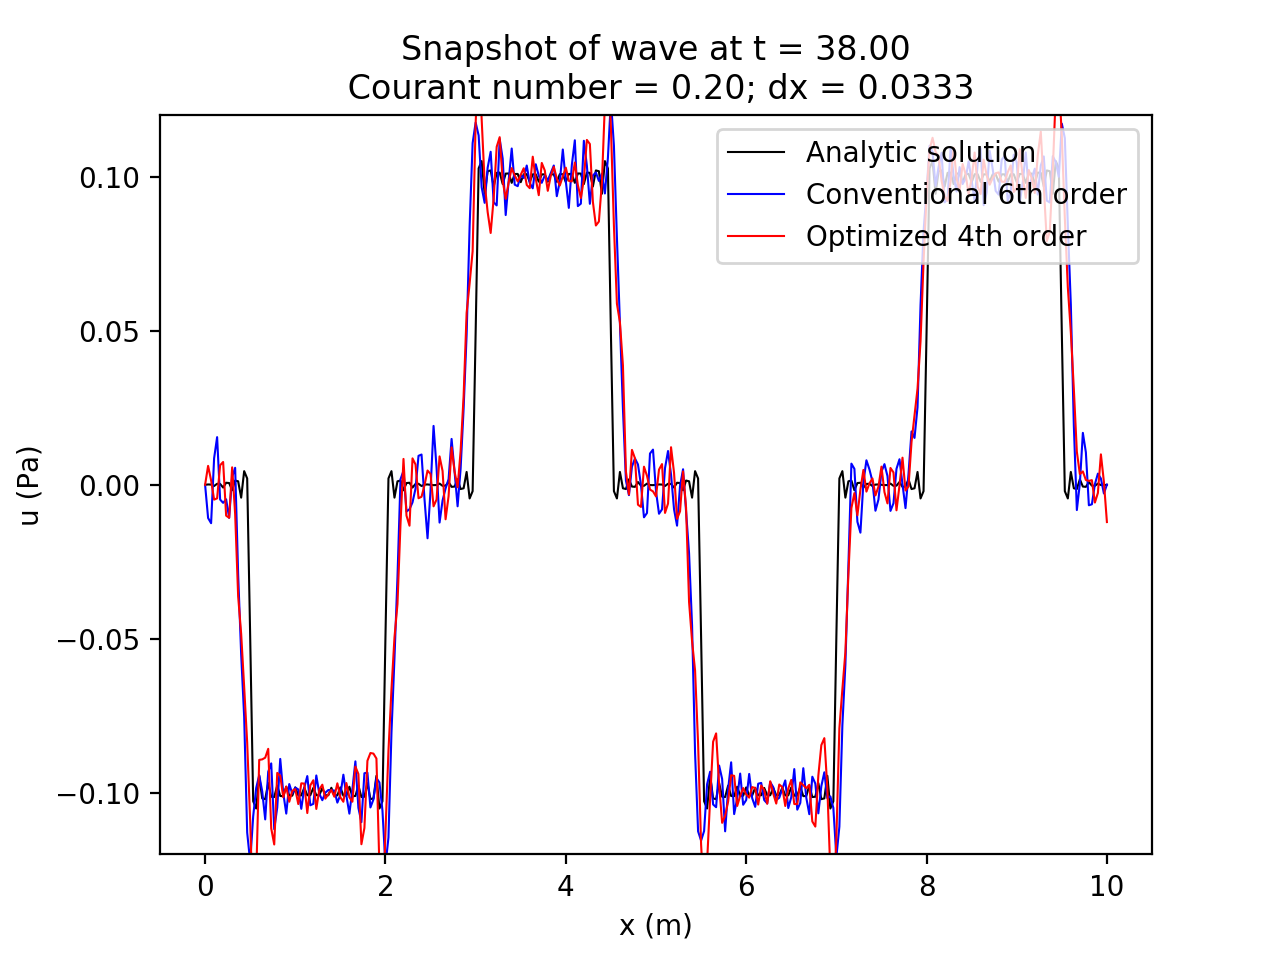 Snapshot of wave at t = 38.00
Courant number = 0.20; dx = 0.0333
Analytic solution
Conventional 6th order
Optimized 4th order
u (Pa)
0.10
0.05
0.00
−0.05
−0.10
0 2 4 6 8 10
x (m)